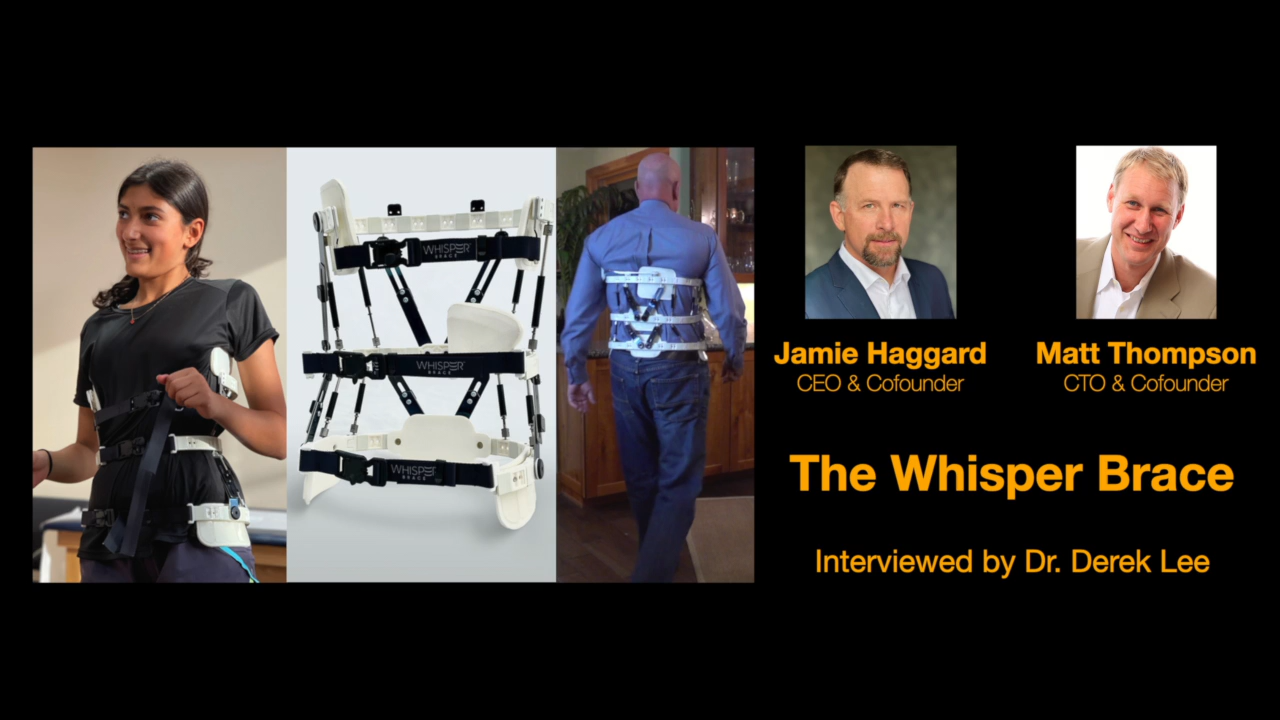 WHISPER
BRACE
WHISPER
BRACE
WHISPER
BRACE
Jamie Haggard
CEO & Cofounder
Matt Thompson
CTO & Cofounder
The Whisper Brace
Interviewed by Dr. Derek Lee